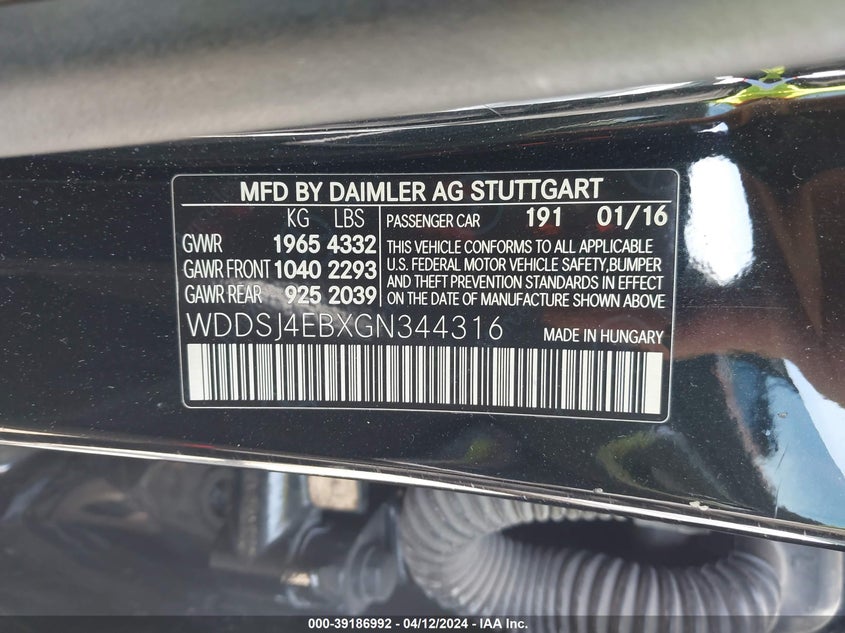 MFD BY DAIMLER AG STUTTGART
KG LBS
GVWR 1965 4332
GAWR FRONT 1040 2293
GAWR REAR 925 2039
PASSENGER CAR 191 01/16
THIS VEHICLE CONFORMS TO ALL APPLICABLE
U.S. FEDERAL MOTOR VEHICLE SAFETY,BUMPER
AND THEFT PREVENTION STANDARDS IN EFFECT
ON THE DATE OF MANUFACTURE SHOWN ABOVE
WDDSJ4EBXGN344316 MADE IN HUNGARY
000-39186992 - 04/12/2024 - IAA Inc.